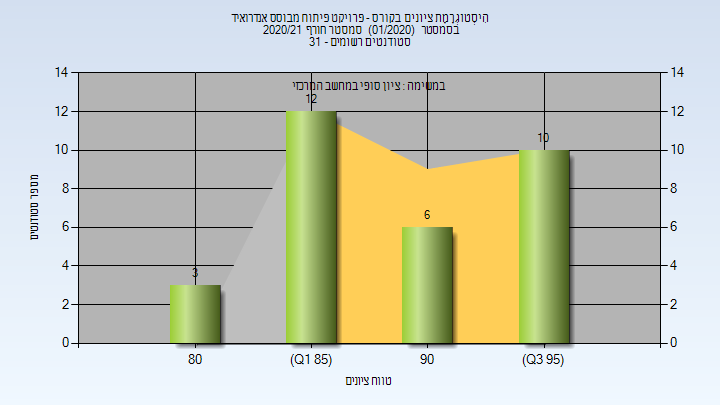 הִיסְטוֹגְרָמַת ציונים בקורס - פרויקט פיתוח מבוסס אנדרואיד
בסמסטר (01/2020) סמסטר חורף 2020/21
סטודנטים רשומים - 31
במשימה : ציון סופי במחשב המרכזי
14 14
12 12
10 10
8 8
6 6
4 4
2 2
0 0
3
12
6
10
מספר סטודנטים
80 (Q1 85) 90 (Q3 95)
טווח ציונים